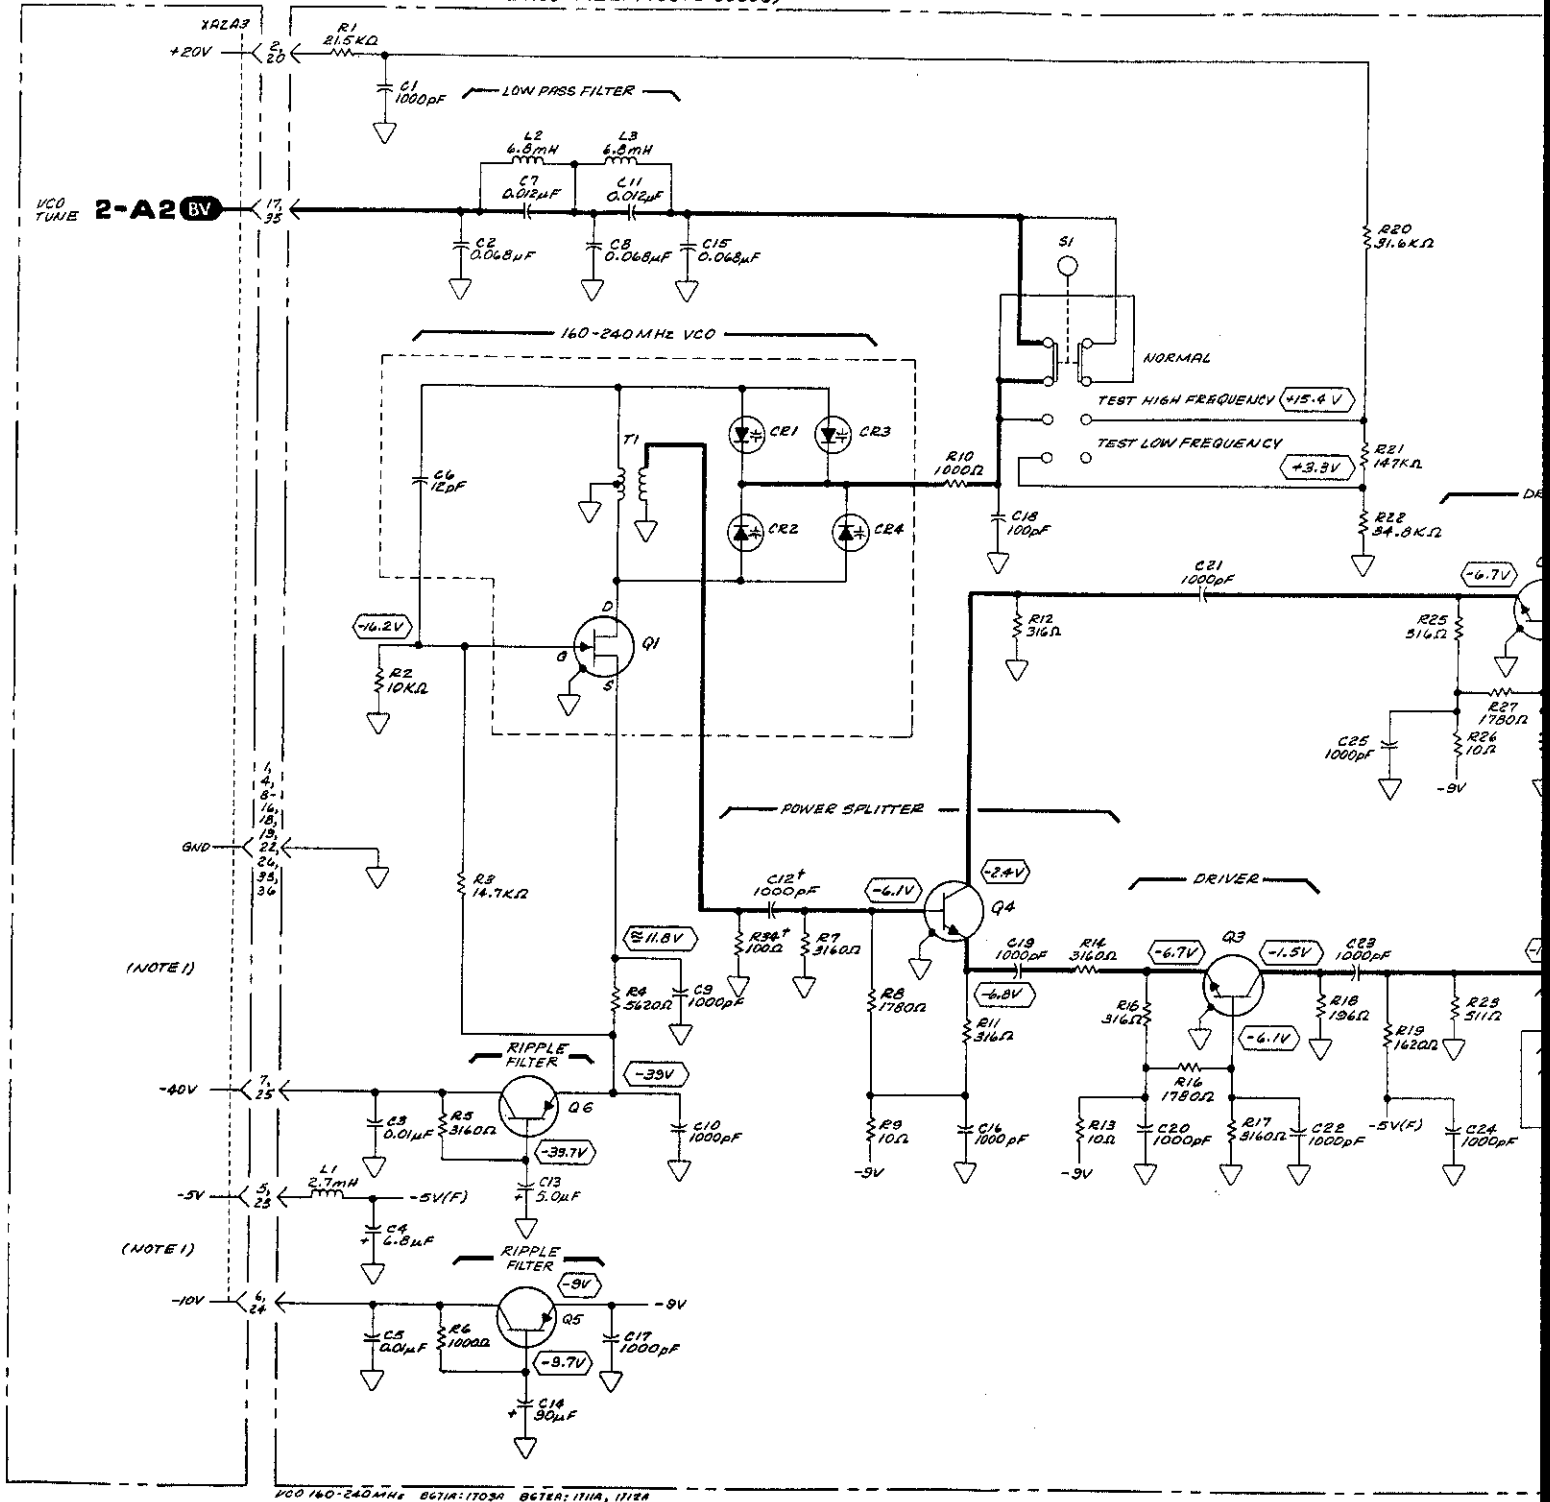 XA2A3
+20V
2,
20
R1
21.5KΩ
C1
1000pF
LOW PASS FILTER
L2
6.8mH
L3
6.8mH
C7
0.012µF
C11
0.012µF
VCO
TUNE
2-A2 BV
17,
35
C2
0.068µF
C8
0.068µF
C15
0.068µF
S1
R20
31.6KΩ
160-240 MHz VCO
NORMAL
TEST HIGH FREQUENCY
+15.4 V
TEST LOW FREQUENCY
+3.3V
R21
147KΩ
R22
34.8KΩ
C6
12pF
T1
CR1
CR3
CR2
CR4
R10
1000Ω
C18
100pF
-16.2V
R2
10KΩ
D
G
S
Q1
R12
316Ω
C21
1000pF
-6.7V
R25
316Ω
R27
1780Ω
R26
10Ω
C25
1000pF
-9V
1,
4,
8-
16,
18,
19,
22,
26,
33,
36
GND
POWER SPLITTER
R3
14.7KΩ
C12†
1000pF
-6.1V
-2.4V
Q4
DRIVER
R34†
100Ω
R7
3160Ω
≅11.8V
(NOTE 1)
R4
5620Ω
C9
1000pF
R8
1780Ω
C19
1000pF
R14
3160Ω
-6.8V
R11
316Ω
-6.7V
Q3
-1.5V
C23
1000pF
R15
316Ω
-6.1V
R18
196Ω
R19
1620Ω
R23
511Ω
RIPPLE
FILTER
-39V
R16
1780Ω
-40V
7,
25
C3
0.01µF
R5
3160Ω
Q6
-39.7V
C13
5.0µF
C10
1000pF
R9
10Ω
-9V
C16
1000pF
R13
10Ω
-9V
C20
1000pF
R17
3160Ω
C22
1000pF
-5V(F)
C24
1000pF
-5V
5,
23
L1
2.7mH
-5V(F)
C4
6.8µF
(NOTE 1)
RIPPLE
FILTER
-9V
-10V
6,
24
C5
0.01µF
R6
1000Ω
Q5
-9V
-9.7V
C17
1000pF
C14
90µF
VCO 160-240MHz 8671A: 1703A 8672A: 1711A, 1712A